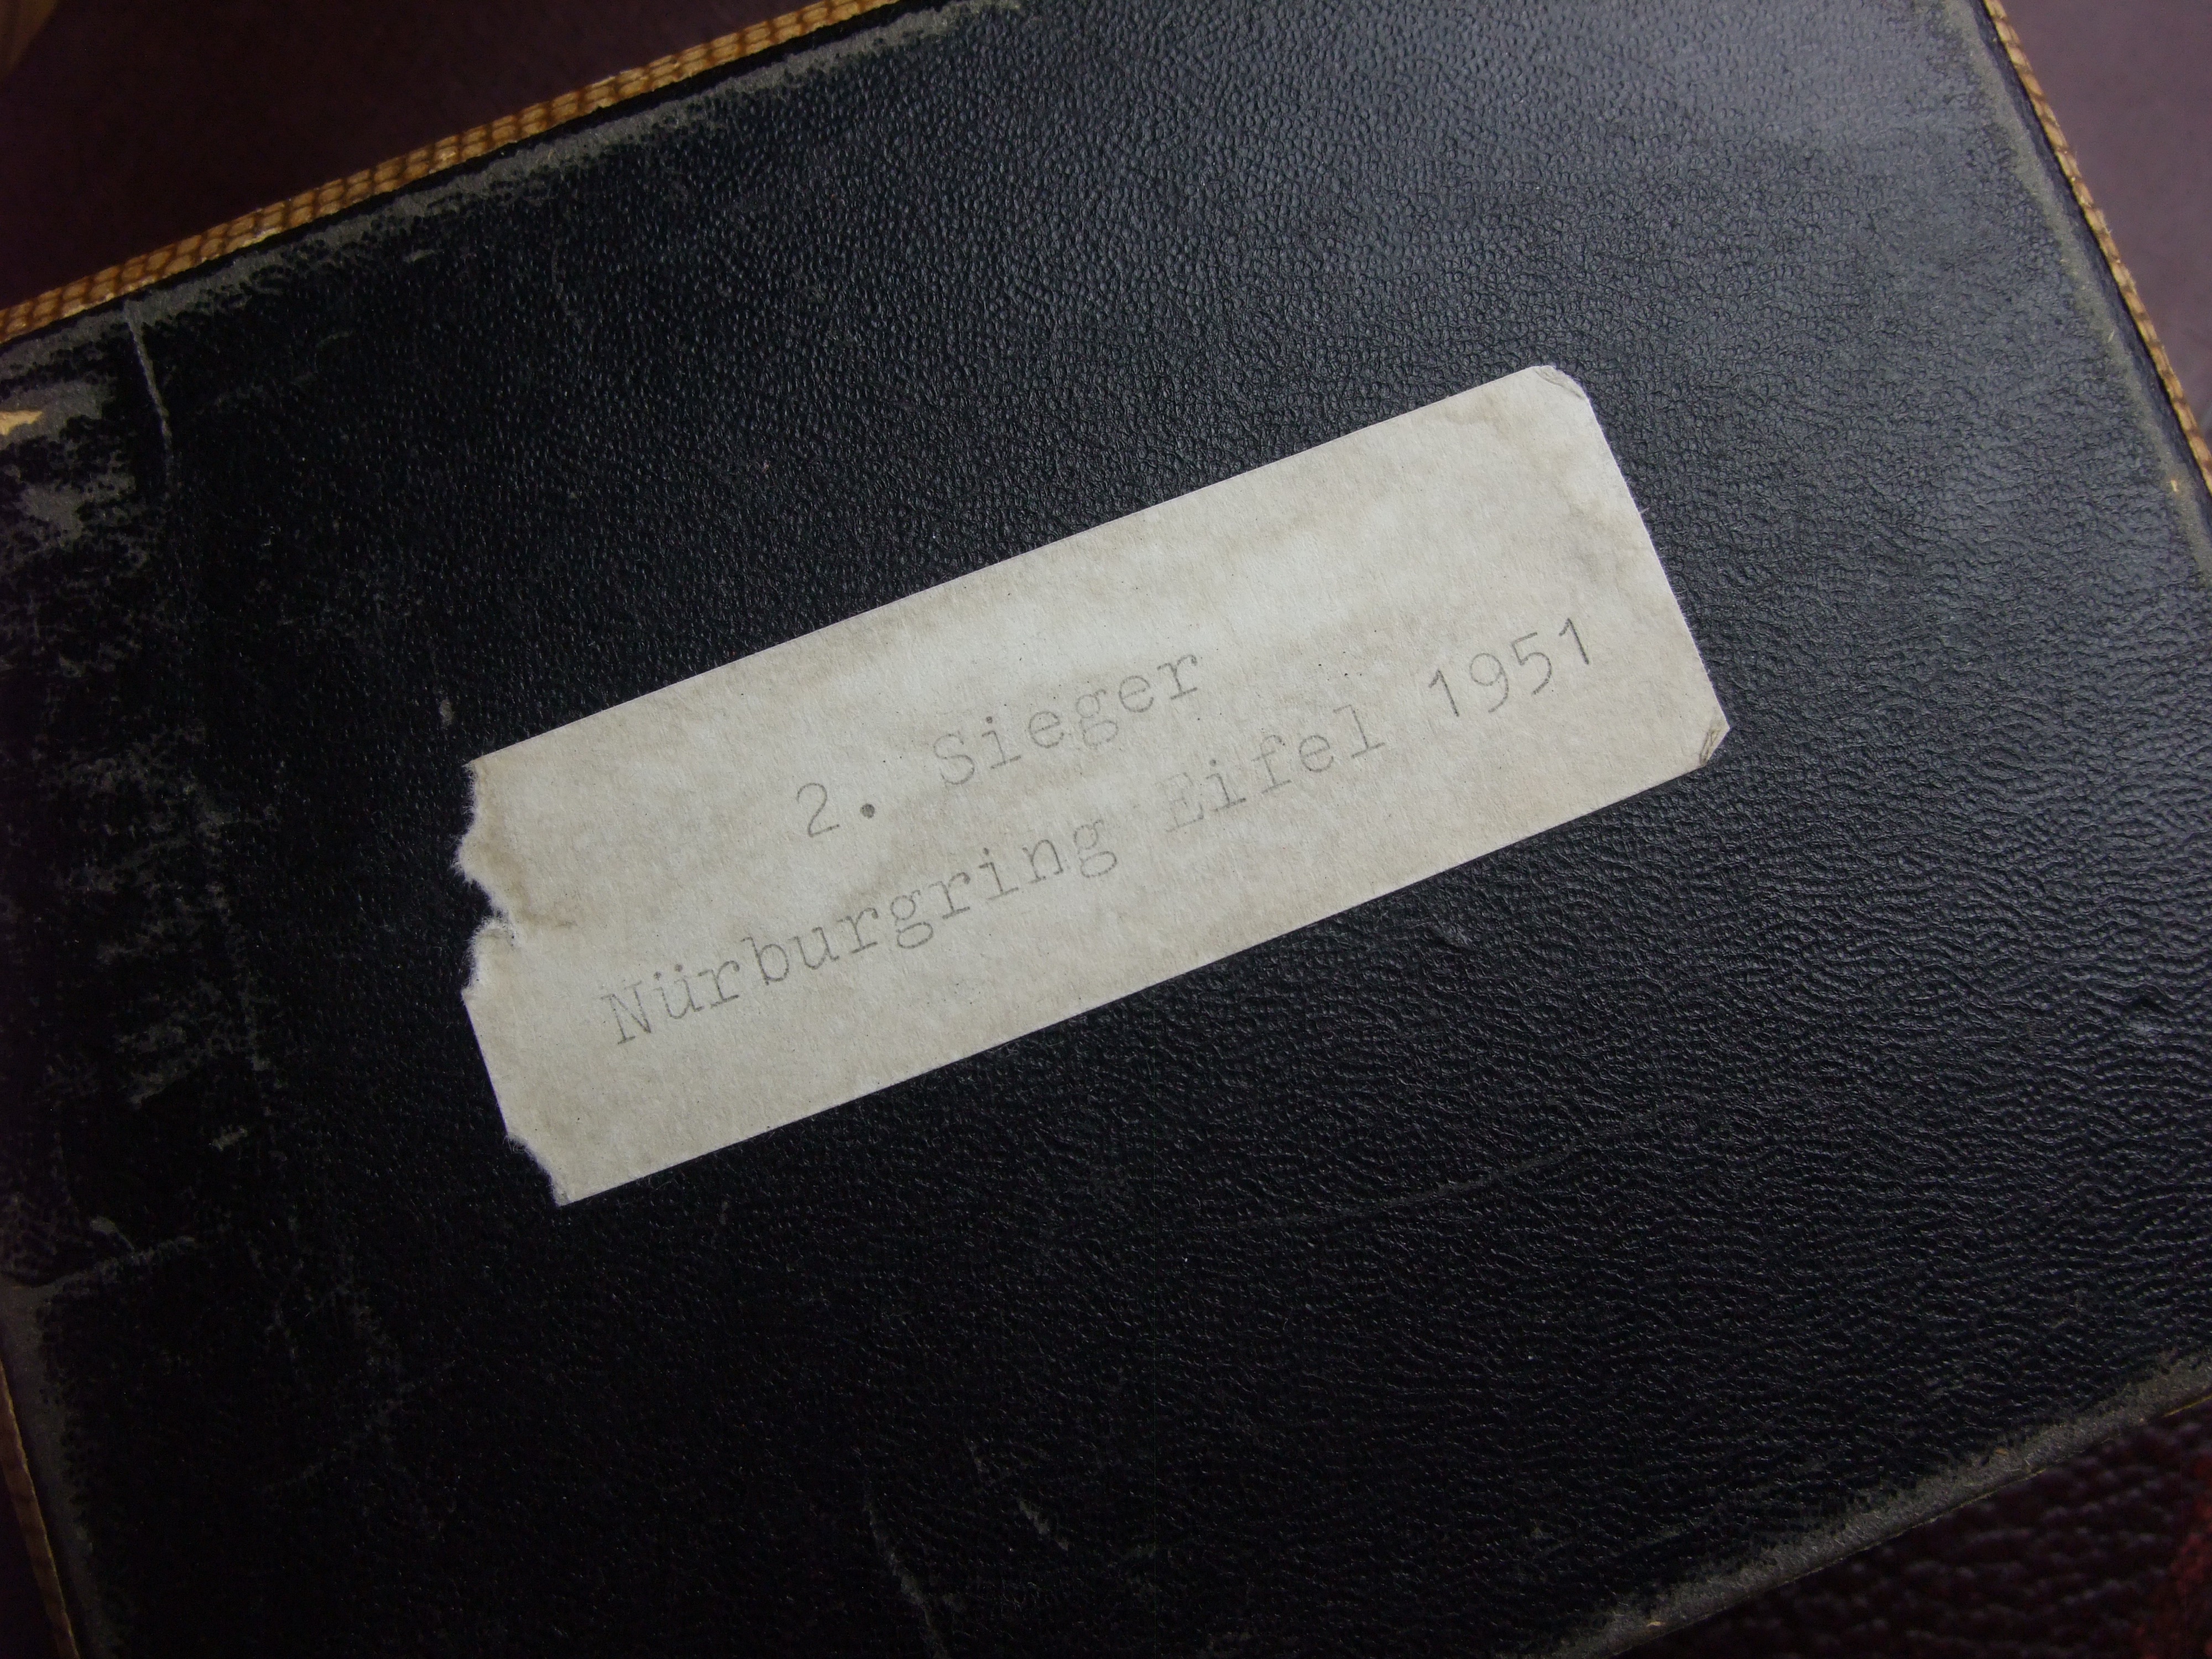 2. Sieger
Nürburgring Eifel 1951